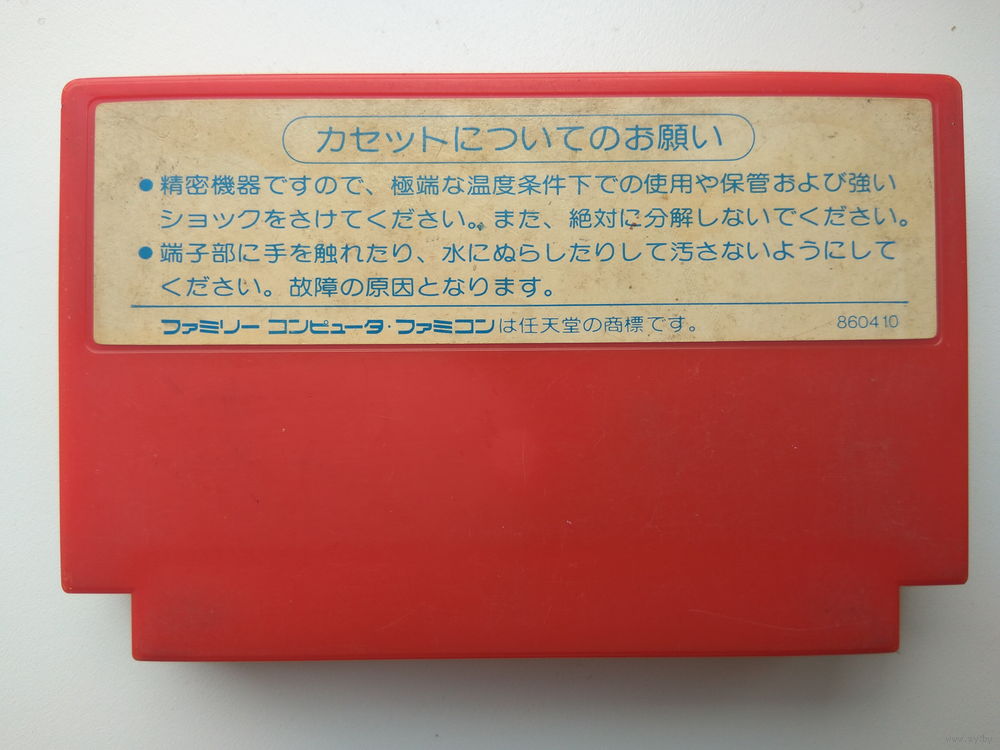 カセットについてのお願い
●精密機器ですので、極端な温度条件下での使用や保管および強い
ショックをさけてください。また、絶対に分解しないでください。
●端子部に手を触れたり、水にぬらしたりして汚さないようにして
ください。故障の原因となります。
ファミリー コンピュータ・ファミコンは任天堂の商標です。 860410